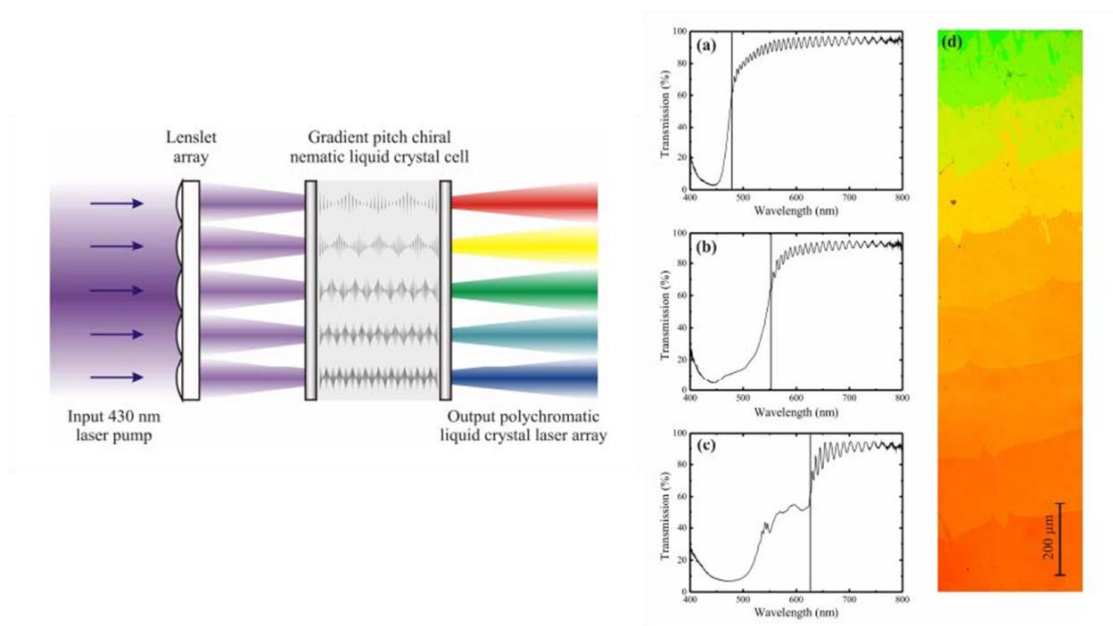 Lenslet
array
Gradient pitch chiral
nematic liquid crystal cell
Input 430 nm
laser pump
Output polychromatic
liquid crystal laser array
(a)
Transmission (%)
100
80
60
40
20
0
400 500 600 700 800
Wavelength (nm)
(b)
Transmission (%)
100
80
60
40
20
0
400 500 600 700 800
Wavelength (nm)
(c)
Transmission (%)
100
80
60
40
20
0
400 500 600 700 800
Wavelength (nm)
(d)
200 μm